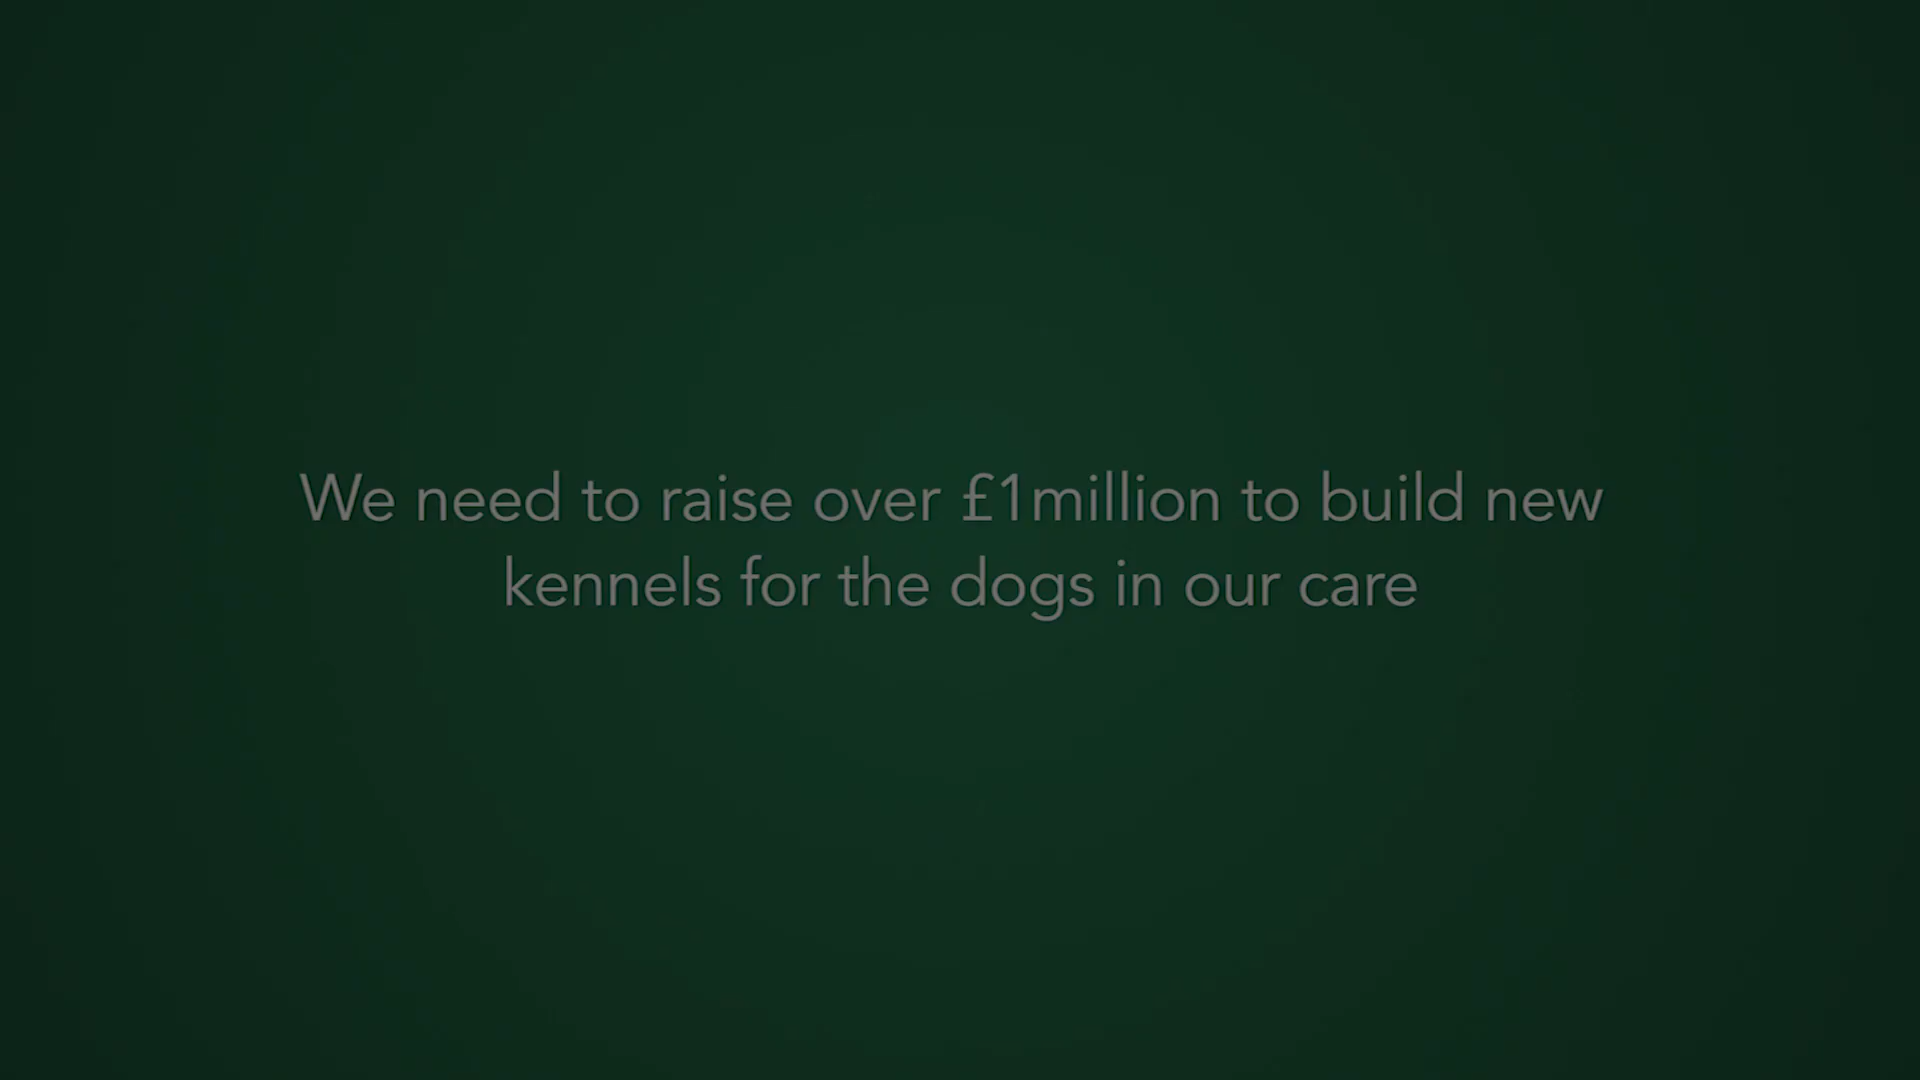 We need to raise over £1million to build new
kennels for the dogs in our care